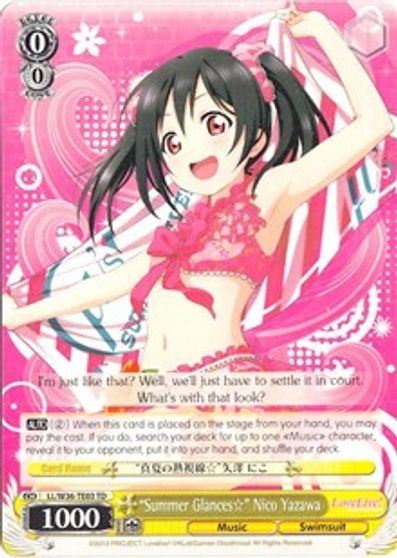 0
0
I'm just like that? Well, we'll just have to settle it in court.
What's with that look?
AUTO [(2)] When this card is placed on the stage from your hand, you may
pay the cost. If you do, search your deck for up to one «Music» character,
reveal it to your opponent, put it into your hand, and shuffle your deck.
Card Name "真夏の熱視線☆" 矢澤 にこ
CH LL/W36-TE03 TD "Summer Glances☆" Nico Yazawa LoveLive!
1000 Music Swimsuit